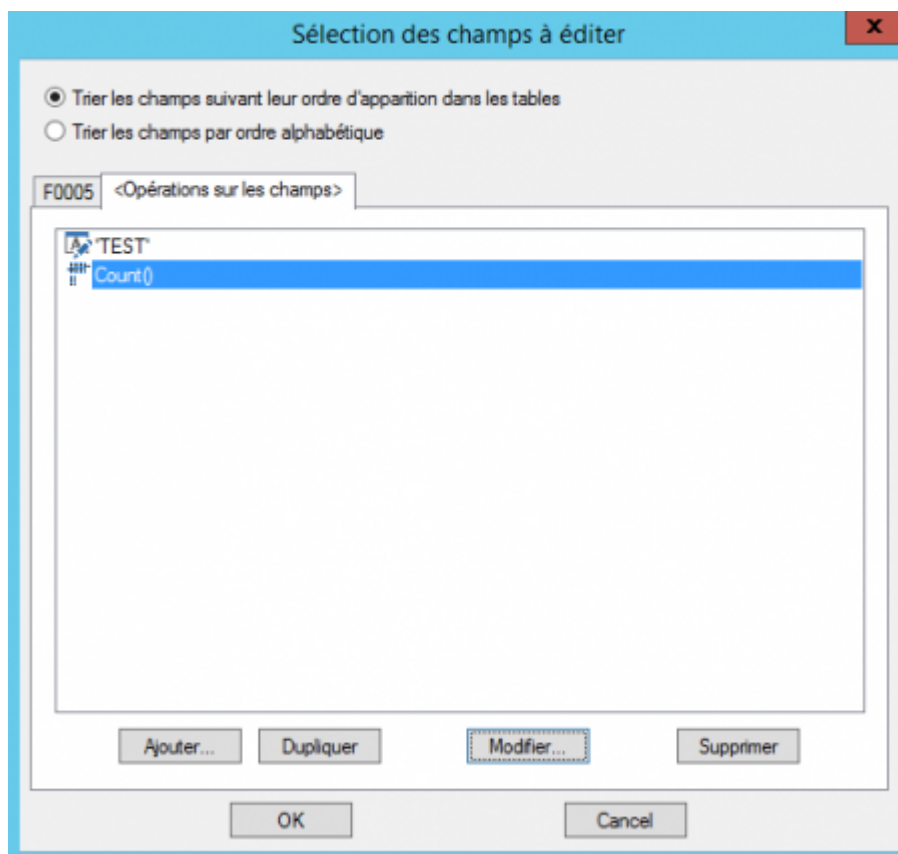 Sélection des champs à éditer
x
Trier les champs suivant leur ordre d'apparition dans les tables
Trier les champs par ordre alphabétique
F0005 <Opérations sur les champs>
'TEST'
Count()
Ajouter... Dupliquer Modifier... Supprimer
OK Cancel